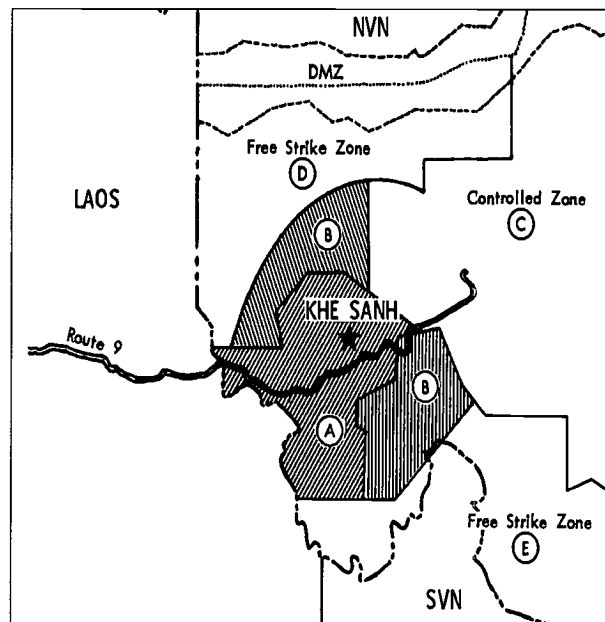 NVN
DMZ
Free Strike Zone
D
LAOS
Controlled Zone
C
B
KHE SANH
Route 9
B
A
Free Strike Zone
E
SVN